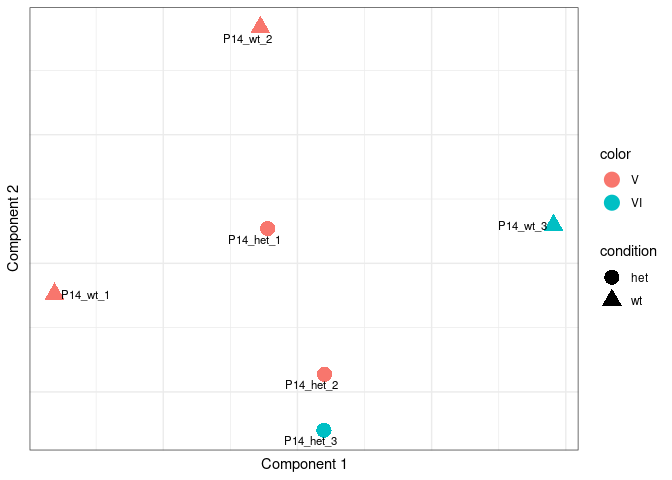 P14_wt_2
P14_wt_3
P14_het_1
P14_wt_1
P14_het_2
P14_het_3
Component 1
Component 2
color
V
VI
condition
het
wt